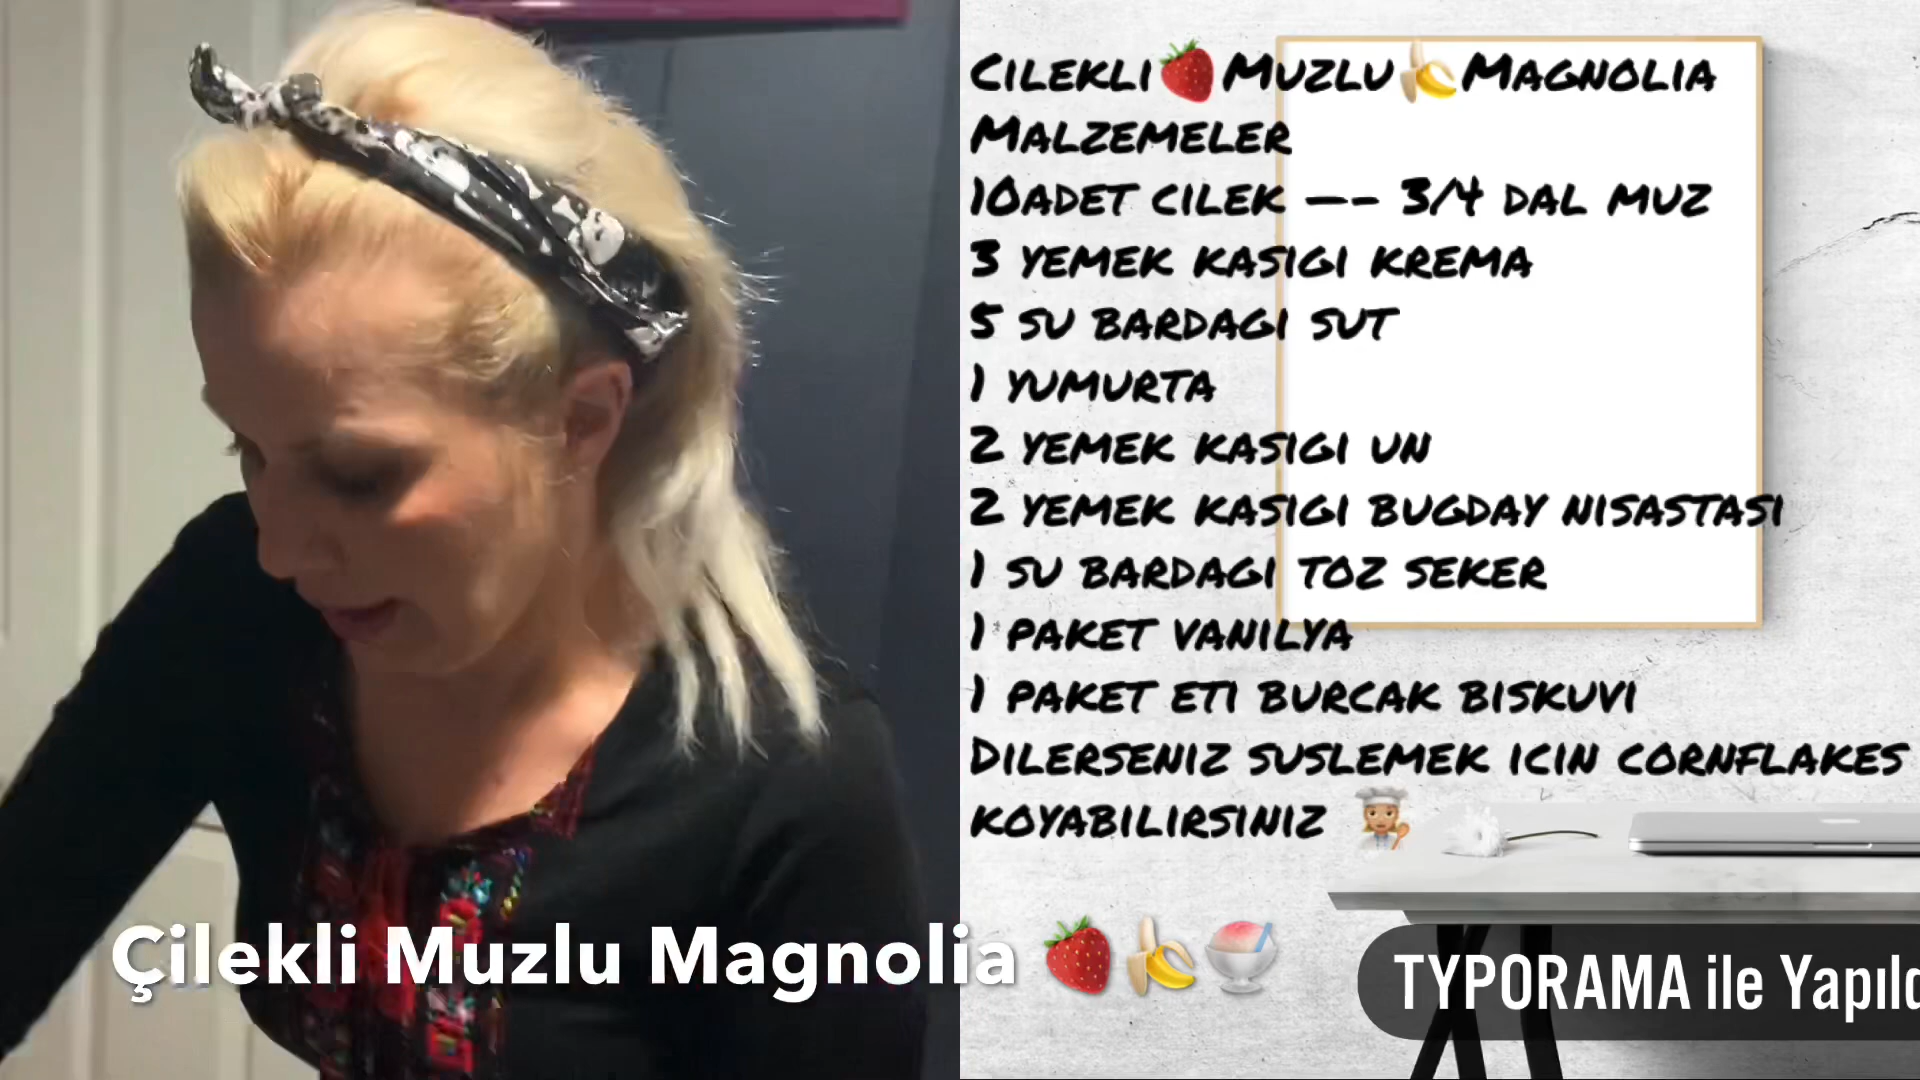 CILEKLI🍓MUZLU🍌MAGNOLIA
MALZEMELER
10ADET CILEK -- 3/4 DAL MUZ
3 YEMEK KASIGI KREMA
5 SU BARDAGI SUT
1 YUMURTA
2 YEMEK KASIGI UN
2 YEMEK KASIGI BUGDAY NISASTASI
1 SU BARDAGI TOZ SEKER
1 PAKET VANILYA
1 PAKET ETI BURCAK BISKUVI
DILERSENIZ SUSLEMEK ICIN CORNFLAKES
KOYABILIRSINIZ 👩🏼‍🍳
Çilekli Muzlu Magnolia 🍓🍌🍧
TYPORAMA ile